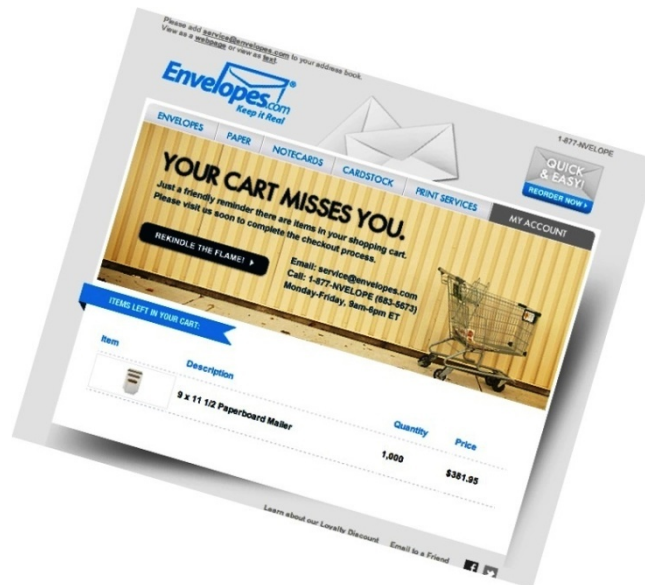 Please add service@envelopes.com to your address book.
View as a webpage or view as text.
Envelopes.com®
Keep it Real
1-877-NVELOPE
QUICK
& EASY!
REORDER NOW
ENVELOPES PAPER NOTECARDS CARDSTOCK PRINT SERVICES MY ACCOUNT
YOUR CART MISSES YOU.
Just a friendly reminder there are items in your shopping cart.
Please visit us soon to complete the checkout process.
REKINDLE THE FLAME!
Email: service@envelopes.com
Call: 1-877-NVELOPE (683-5673)
Monday-Friday, 9am-6pm ET
ITEMS LEFT IN YOUR CART:
Item Description Quantity Price
9 x 11 1/2 Paperboard Mailer 1,000 $381.95
Learn about our Loyalty Discount Email to a Friend